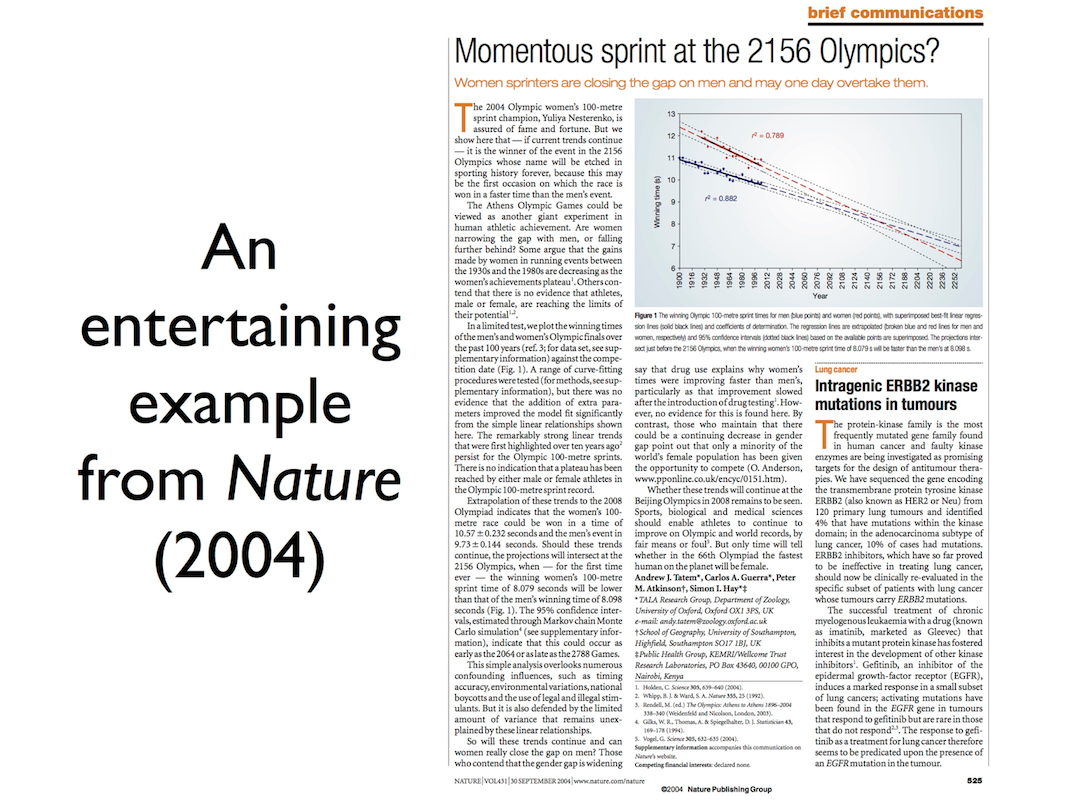 An
entertaining
example
from Nature
(2004)
brief communications
Momentous sprint at the 2156 Olympics?
Women sprinters are closing the gap on men and may one day overtake them.
The 2004 Olympic women's 100-metre
sprint champion, Yuliya Nesterenko, is
assured of fame and fortune. But we
show here that — if current trends continue
— it is the winner of the event in the 2156
Olympics whose name will be etched in
sporting history forever, because this may
be the first occasion on which the race is
won in a faster time than the men's event.
The Athens Olympic Games could be
viewed as another giant experiment in
human athletic achievement. Are women
narrowing the gap with men, or falling
further behind? Some argue that the gains
made by women in running events between
the 1930s and the 1980s are decreasing as the
women's achievements plateau1. Others con-
tend that there is no evidence that athletes,
male or female, are reaching the limits of
their potential1,2.
In a limited test, we plot the winning times
of the men's and women's Olympic finals over
the past 100 years (ref. 3; for data set, see sup-
plementary information) against the compe-
tition date (Fig. 1). A range of curve-fitting
procedures were tested (for methods, see sup-
plementary information), but there was no
evidence that the addition of extra para-
meters improved the model fit significantly
from the simple linear relationships shown
here. The remarkably strong linear trends
that were first highlighted over ten years ago2
persist for the Olympic 100-metre sprints.
There is no indication that a plateau has been
reached by either male or female athletes in
the Olympic 100-metre sprint record.
Extrapolation of these trends to the 2008
Olympiad indicates that the women's 100-
metre race could be won in a time of
10.57 ± 0.232 seconds and the men's event in
9.73 ± 0.144 seconds. Should these trends
continue, the projections will intersect at the
2156 Olympics, when — for the first time
ever — the winning women's 100-metre
sprint time of 8.079 seconds will be lower
than that of the men's winning time of 8.098
seconds (Fig. 1). The 95% confidence inter-
vals, estimated through Markov chain Monte
Carlo simulation4 (see supplementary infor-
mation), indicate that this could occur as
early as the 2064 or as late as the 2788 Games.
This simple analysis overlooks numerous
confounding influences, such as timing
accuracy, environmental variations, national
boycotts and the use of legal and illegal stim-
ulants. But it is also defended by the limited
amount of variance that remains unex-
plained by these linear relationships.
So will these trends continue and can
women really close the gap on men? Those
who contend that the gender gap is widening
13
12
11
10
9
8
7
6
Winning time (s)
r2 = 0.789
r2 = 0.882
1900 1916 1932 1948 1964 1980 1996 2012 2028 2044 2060 2076 2092 2108 2124 2140 2156 2172 2188 2204 2220 2236 2252
Year
Figure 1 The winning Olympic 100-metre sprint times for men (blue points) and women (red points), with superimposed best-fit linear regres-
sion lines (solid black lines) and coefficients of determination. The regression lines are extrapolated (broken blue and red lines for men and
women, respectively) and 95% confidence intervals (dotted black lines) based on the available points are superimposed. The projections inter-
sect just before the 2156 Olympics, when the winning women's 100-metre sprint time of 8.079 s will be faster than the men's at 8.098 s.
say that drug use explains why women's
times were improving faster than men's,
particularly as that improvement slowed
after the introduction of drug testing1. How-
ever, no evidence for this is found here. By
contrast, those who maintain that there
could be a continuing decrease in gender
gap point out that only a minority of the
world's female population has been given
the opportunity to compete (O. Anderson,
www.pponline.co.uk/encyc/0151.htm).
Whether these trends will continue at the
Beijing Olympics in 2008 remains to be seen.
Sports, biological and medical sciences
should enable athletes to continue to
improve on Olympic and world records, by
fair means or foul5. But only time will tell
whether in the 66th Olympiad the fastest
human on the planet will be female.
Andrew J. Tatem*, Carlos A. Guerra*, Peter
M. Atkinson†, Simon I. Hay*‡
*TALA Research Group, Department of Zoology,
University of Oxford, Oxford OX1 3PS, UK
e-mail: andy.tatem@zoology.oxford.ac.uk
†School of Geography, University of Southampton,
Highfield, Southampton SO17 1BJ, UK
‡Public Health Group, KEMRI/Wellcome Trust
Research Laboratories, PO Box 43640, 00100 GPO,
Nairobi, Kenya
1. Holden, C. Science 305, 639–640 (2004).
2. Whipp, B. J. & Ward, S. A. Nature 355, 25 (1992).
3. Rendell, M. (ed.) The Olympics: Athens to Athens 1896–2004
338–340 (Weidenfeld and Nicolson, London, 2003).
4. Gilks, W. R., Thomas, A. & Spiegelhalter, D. J. Statistician 43,
169–178 (1994).
5. Vogel, G. Science 305, 632–635 (2004).
Supplementary information accompanies this communication on
Nature's website.
Competing financial interests: declared none.
Lung cancer
Intragenic ERBB2 kinase
mutations in tumours
The protein-kinase family is the most
frequently mutated gene family found
in human cancer and faulty kinase
enzymes are being investigated as promising
targets for the design of antitumour thera-
pies. We have sequenced the gene encoding
the transmembrane protein tyrosine kinase
ERBB2 (also known as HER2 or Neu) from
120 primary lung tumours and identified
4% that have mutations within the kinase
domain; in the adenocarcinoma subtype of
lung cancer, 10% of cases had mutations.
ERBB2 inhibitors, which have so far proved
to be ineffective in treating lung cancer,
should now be clinically re-evaluated in the
specific subset of patients with lung cancer
whose tumours carry ERBB2 mutations.
The successful treatment of chronic
myelogenous leukaemia with a drug (known
as imatinib, marketed as Gleevec) that
inhibits a mutant protein kinase has fostered
interest in the development of other kinase
inhibitors1. Gefitinib, an inhibitor of the
epidermal growth-factor receptor (EGFR),
induces a marked response in a small subset
of lung cancers; activating mutations have
been found in the EGFR gene in tumours
that respond to gefitinib but are rare in those
that do not respond2,3. The response to gefi-
tinib as a treatment for lung cancer therefore
seems to be predicated upon the presence of
an EGFR mutation in the tumour.
NATURE | VOL 431 | 30 SEPTEMBER 2004 | www.nature.com/nature
525
©2004 Nature Publishing Group